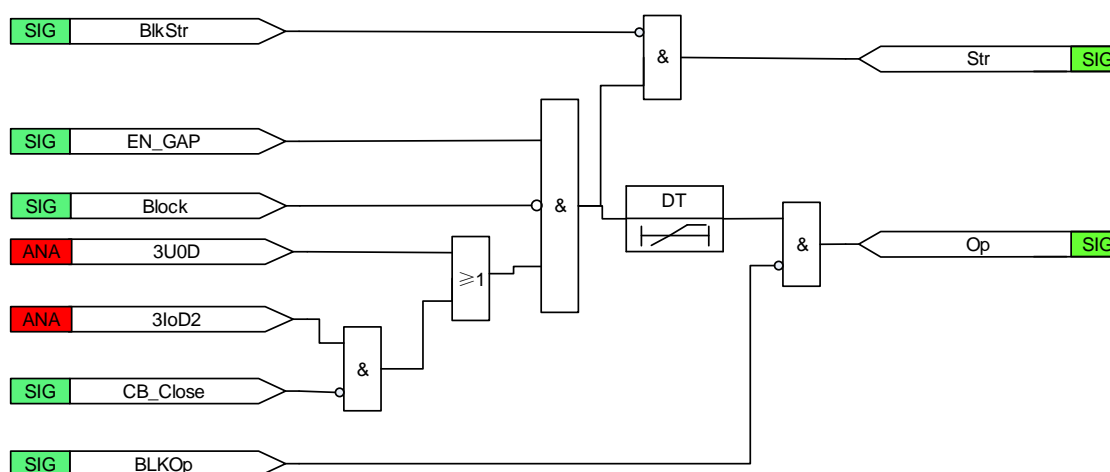 SIG BlkStr
&
Str SIG
SIG EN_GAP
SIG Block
&
DT
&
ANA 3U0D
≥1
Op SIG
ANA 3IoD2
&
SIG CB_Close
SIG BLKOp